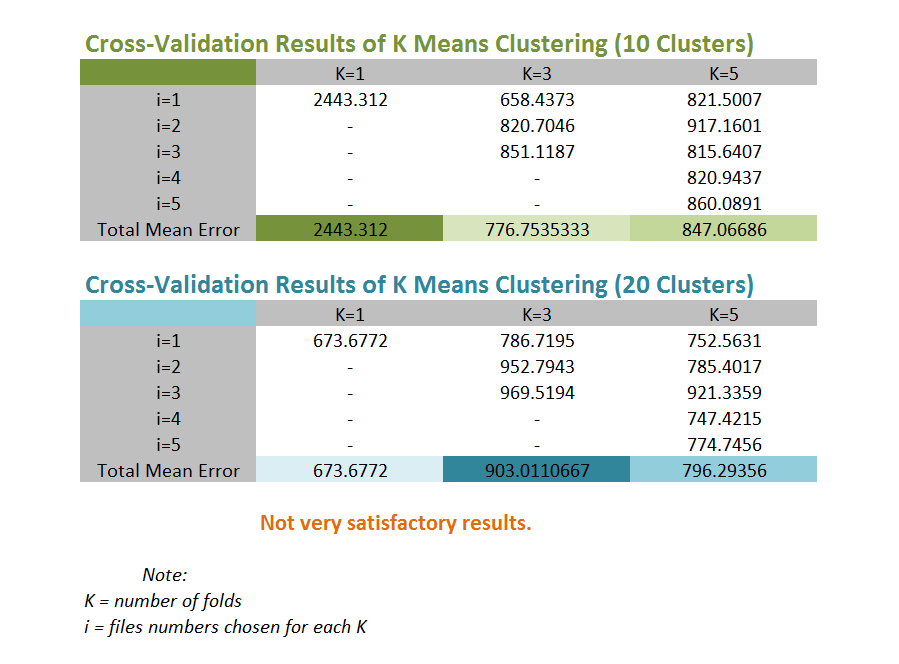 Cross-Validation Results of K Means Clustering (10 Clusters)
K=1 K=3 K=5
i=1 2443.312 658.4373 821.5007
i=2 - 820.7046 917.1601
i=3 - 851.1187 815.6407
i=4 - - 820.9437
i=5 - - 860.0891
Total Mean Error 2443.312 776.7535333 847.06686
Cross-Validation Results of K Means Clustering (20 Clusters)
K=1 K=3 K=5
i=1 673.6772 786.7195 752.5631
i=2 - 952.7943 785.4017
i=3 - 969.5194 921.3359
i=4 - - 747.4215
i=5 - - 774.7456
Total Mean Error 673.6772 903.0110667 796.29356
Not very satisfactory results.
Note:
K = number of folds
i = files numbers chosen for each K